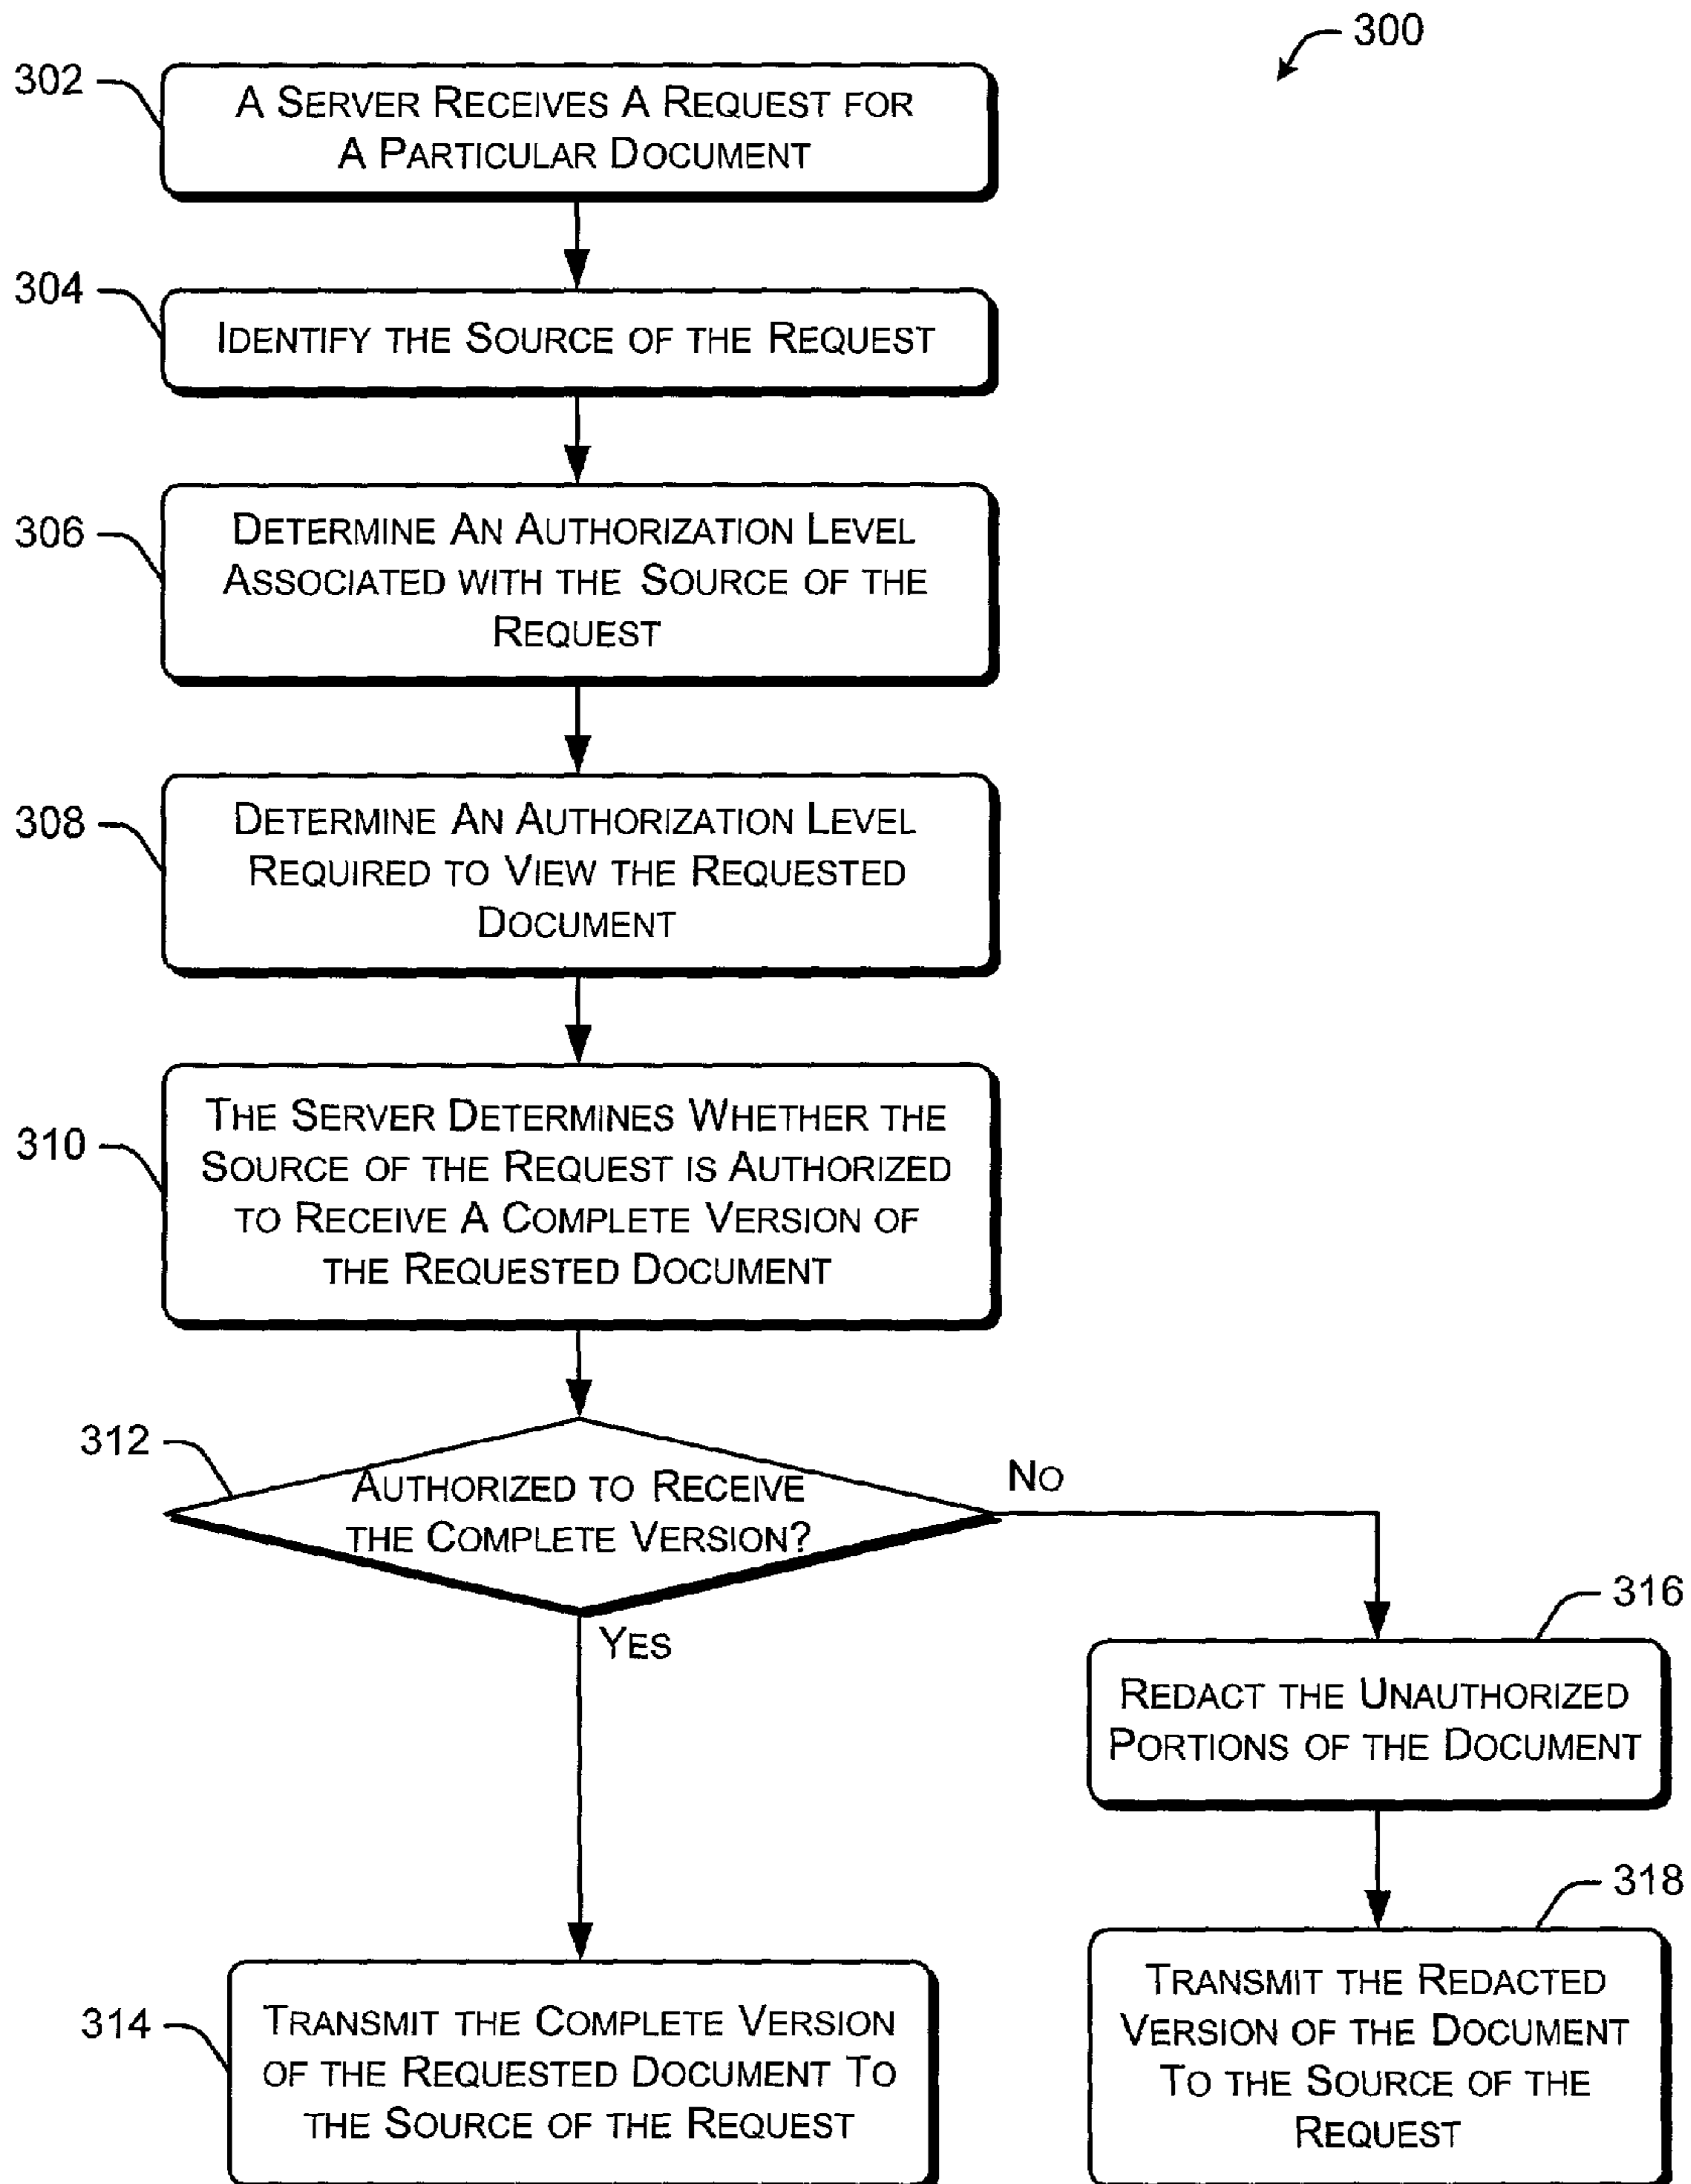 300
302
A SERVER RECEIVES A REQUEST FOR
A PARTICULAR DOCUMENT
304
IDENTIFY THE SOURCE OF THE REQUEST
306
DETERMINE AN AUTHORIZATION LEVEL
ASSOCIATED WITH THE SOURCE OF THE
REQUEST
308
DETERMINE AN AUTHORIZATION LEVEL
REQUIRED TO VIEW THE REQUESTED
DOCUMENT
310
THE SERVER DETERMINES WHETHER THE
SOURCE OF THE REQUEST IS AUTHORIZED
TO RECEIVE A COMPLETE VERSION OF
THE REQUESTED DOCUMENT
312
AUTHORIZED TO RECEIVE
THE COMPLETE VERSION?
NO
YES
316
REDACT THE UNAUTHORIZED
PORTIONS OF THE DOCUMENT
314
TRANSMIT THE COMPLETE VERSION
OF THE REQUESTED DOCUMENT TO
THE SOURCE OF THE REQUEST
318
TRANSMIT THE REDACTED
VERSION OF THE DOCUMENT
TO THE SOURCE OF THE
REQUEST